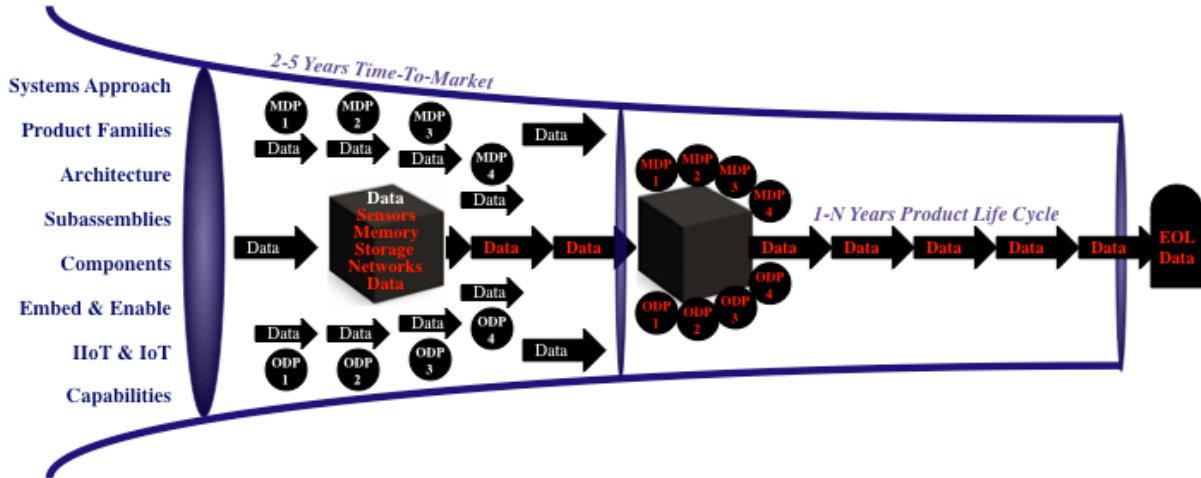 2-5 Years Time-To-Market
Systems Approach
Product Families
Architecture
Subassemblies
Components
Embed & Enable
IIoT & IoT
Capabilities
MDP
1
MDP
2
MDP
3
MDP
4
Data
Data
Data
Data
Data
Data
Data
Sensors
Memory
Storage
Networks
Data
Data
Data
Data
Data
Data
Data
Data
Data
ODP
1
ODP
2
ODP
3
ODP
4
MDP
1
MDP
2
MDP
3
MDP
4
ODP
1
ODP
2
ODP
3
ODP
4
1-N Years Product Life Cycle
Data
Data
Data
Data
Data
EOL
Data